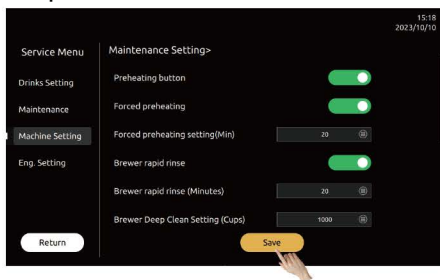 15:18
2023/10/10
Service Menu
Maintenance Setting>
Drinks Setting
Preheating button
Maintenance
Forced preheating
Machine Setting
Forced preheating setting(Min) 20
Eng. Setting
Brewer rapid rinse
Brewer rapid rinse (Minutes) 20
Brewer Deep Clean Setting (Cups) 1000
Return
Save